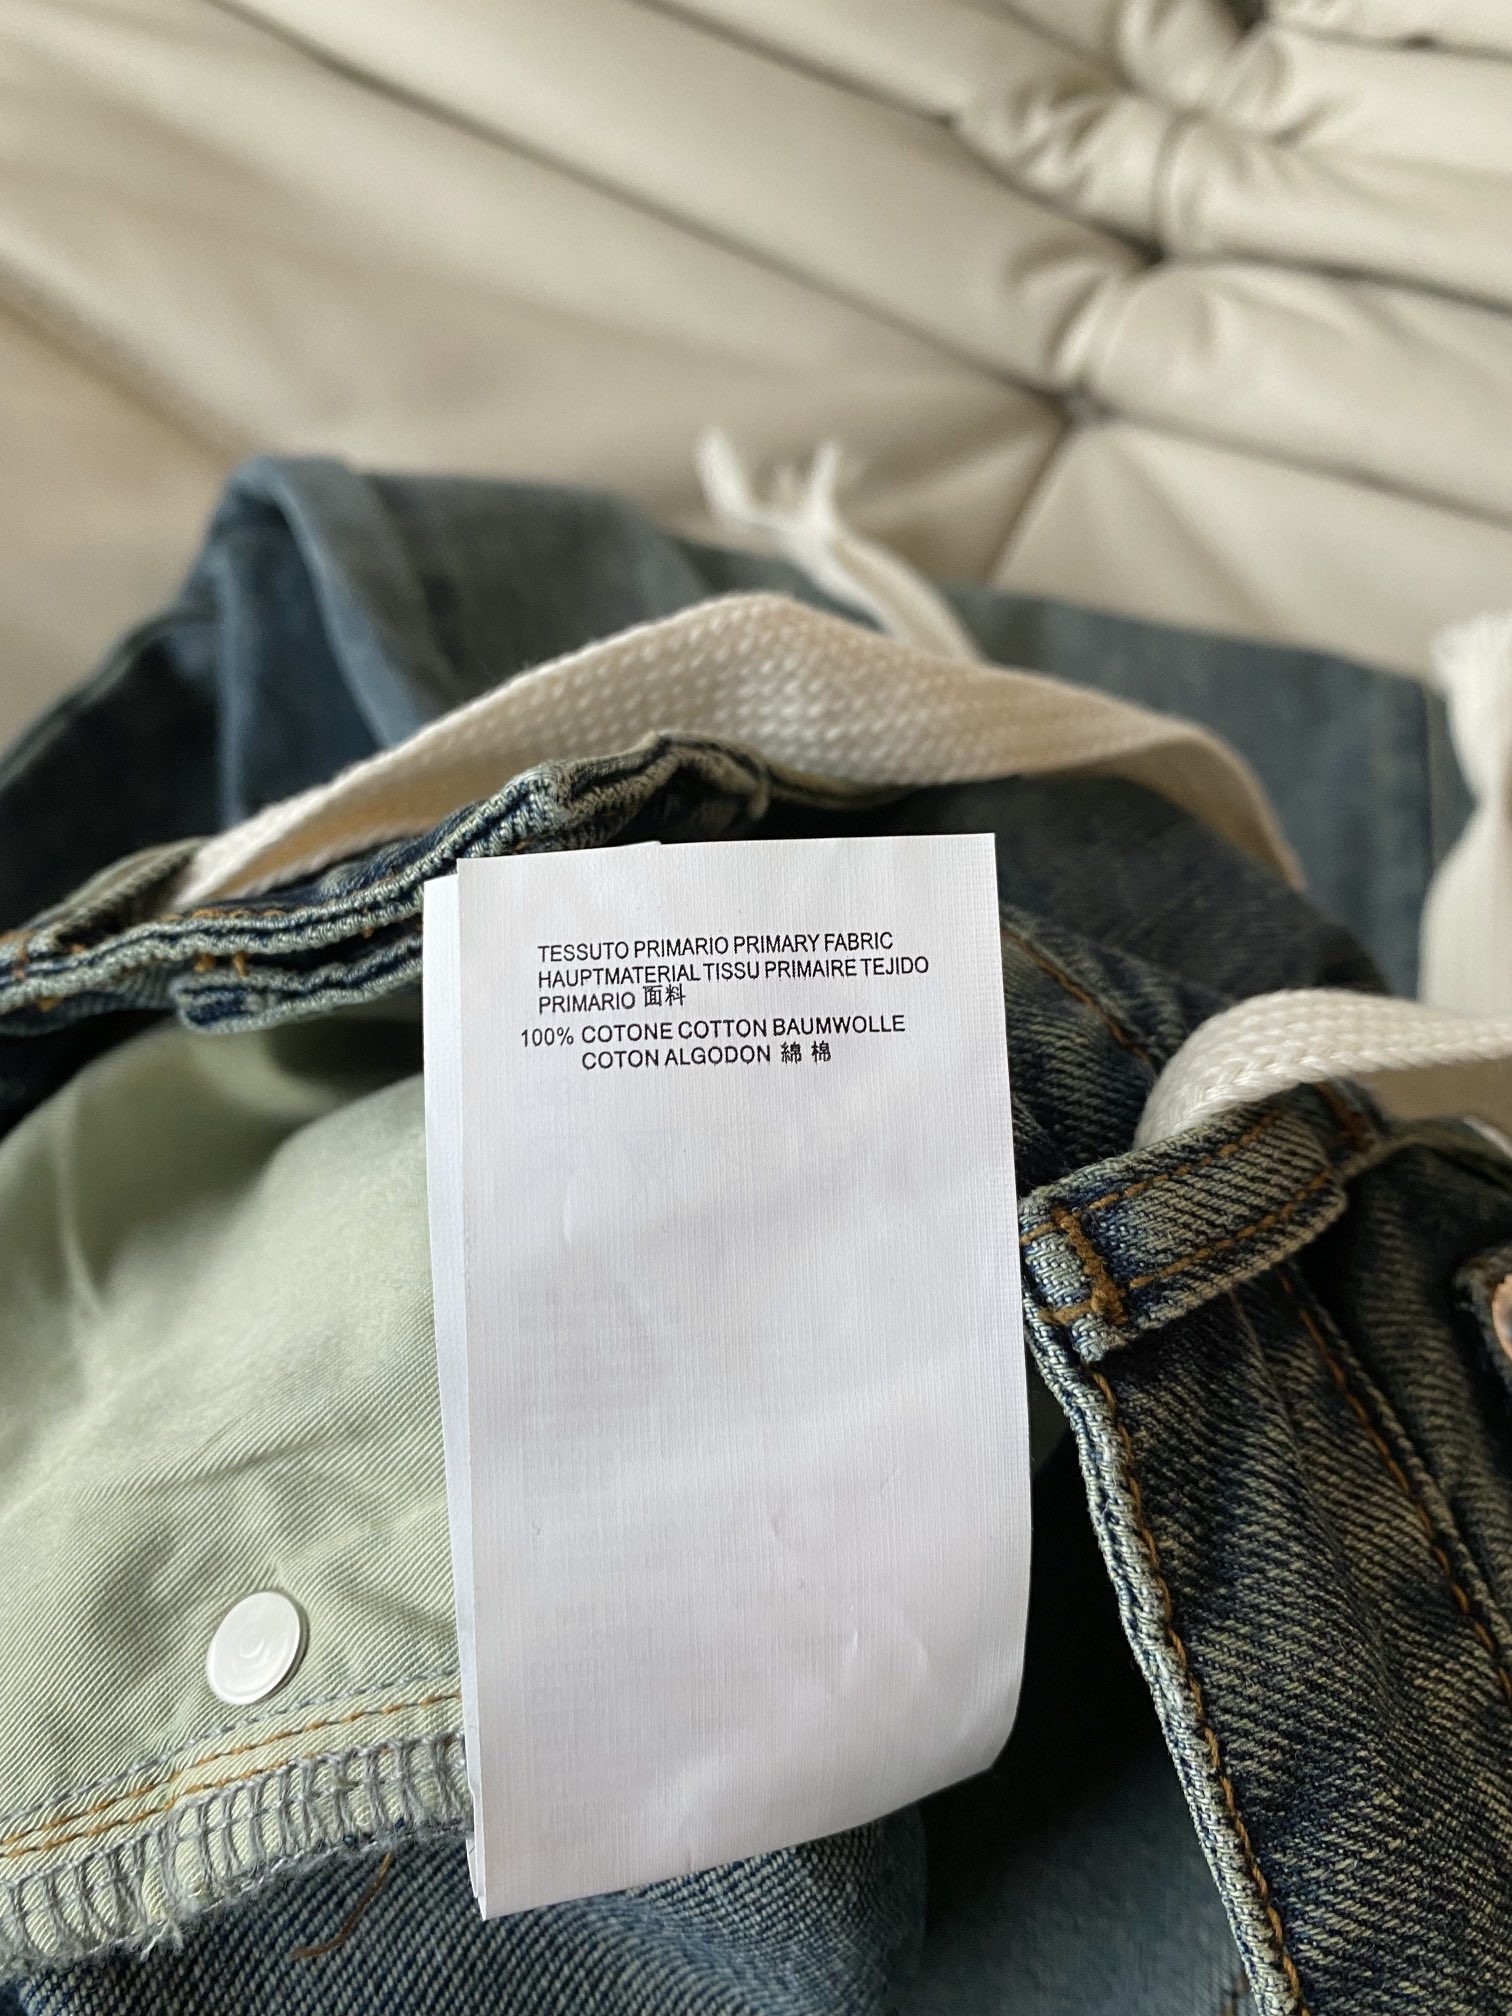 TESSUTO PRIMARIO PRIMARY FABRIC
HAUPTMATERIAL TISSU PRIMAIRE TEJIDO
PRIMARIO 面料
100% COTONE COTTON BAUMWOLLE
COTON ALGODON 綿 棉